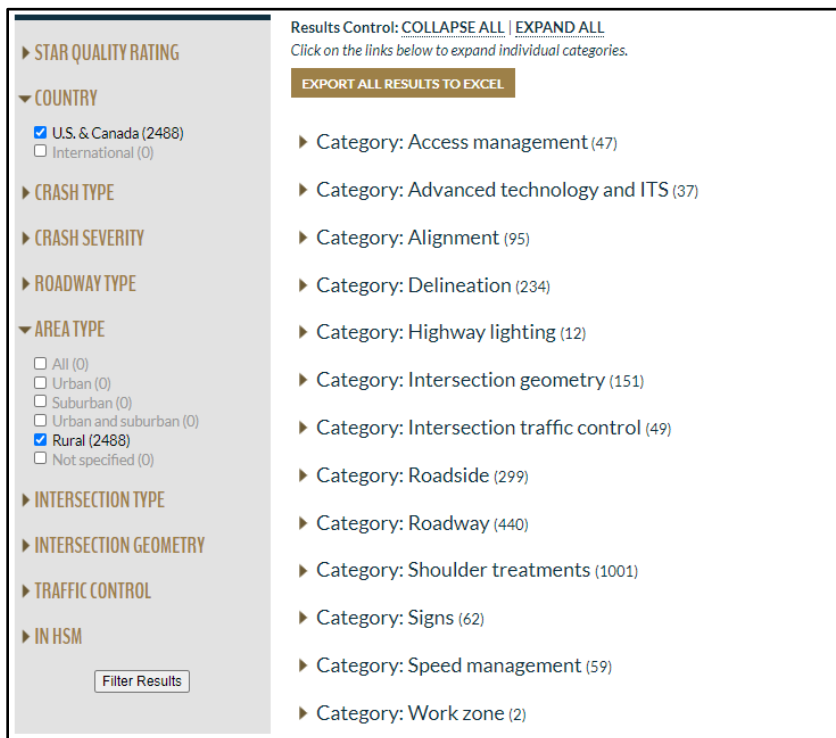 STAR QUALITY RATING
COUNTRY
U.S. & Canada (2488)
International (0)
CRASH TYPE
CRASH SEVERITY
ROADWAY TYPE
AREA TYPE
All (0)
Urban (0)
Suburban (0)
Urban and suburban (0)
Rural (2488)
Not specified (0)
INTERSECTION TYPE
INTERSECTION GEOMETRY
TRAFFIC CONTROL
IN HSM
Filter Results
Results Control: COLLAPSE ALL | EXPAND ALL
Click on the links below to expand individual categories.
EXPORT ALL RESULTS TO EXCEL
Category: Access management (47)
Category: Advanced technology and ITS (37)
Category: Alignment (95)
Category: Delineation (234)
Category: Highway lighting (12)
Category: Intersection geometry (151)
Category: Intersection traffic control (49)
Category: Roadside (299)
Category: Roadway (440)
Category: Shoulder treatments (1001)
Category: Signs (62)
Category: Speed management (59)
Category: Work zone (2)